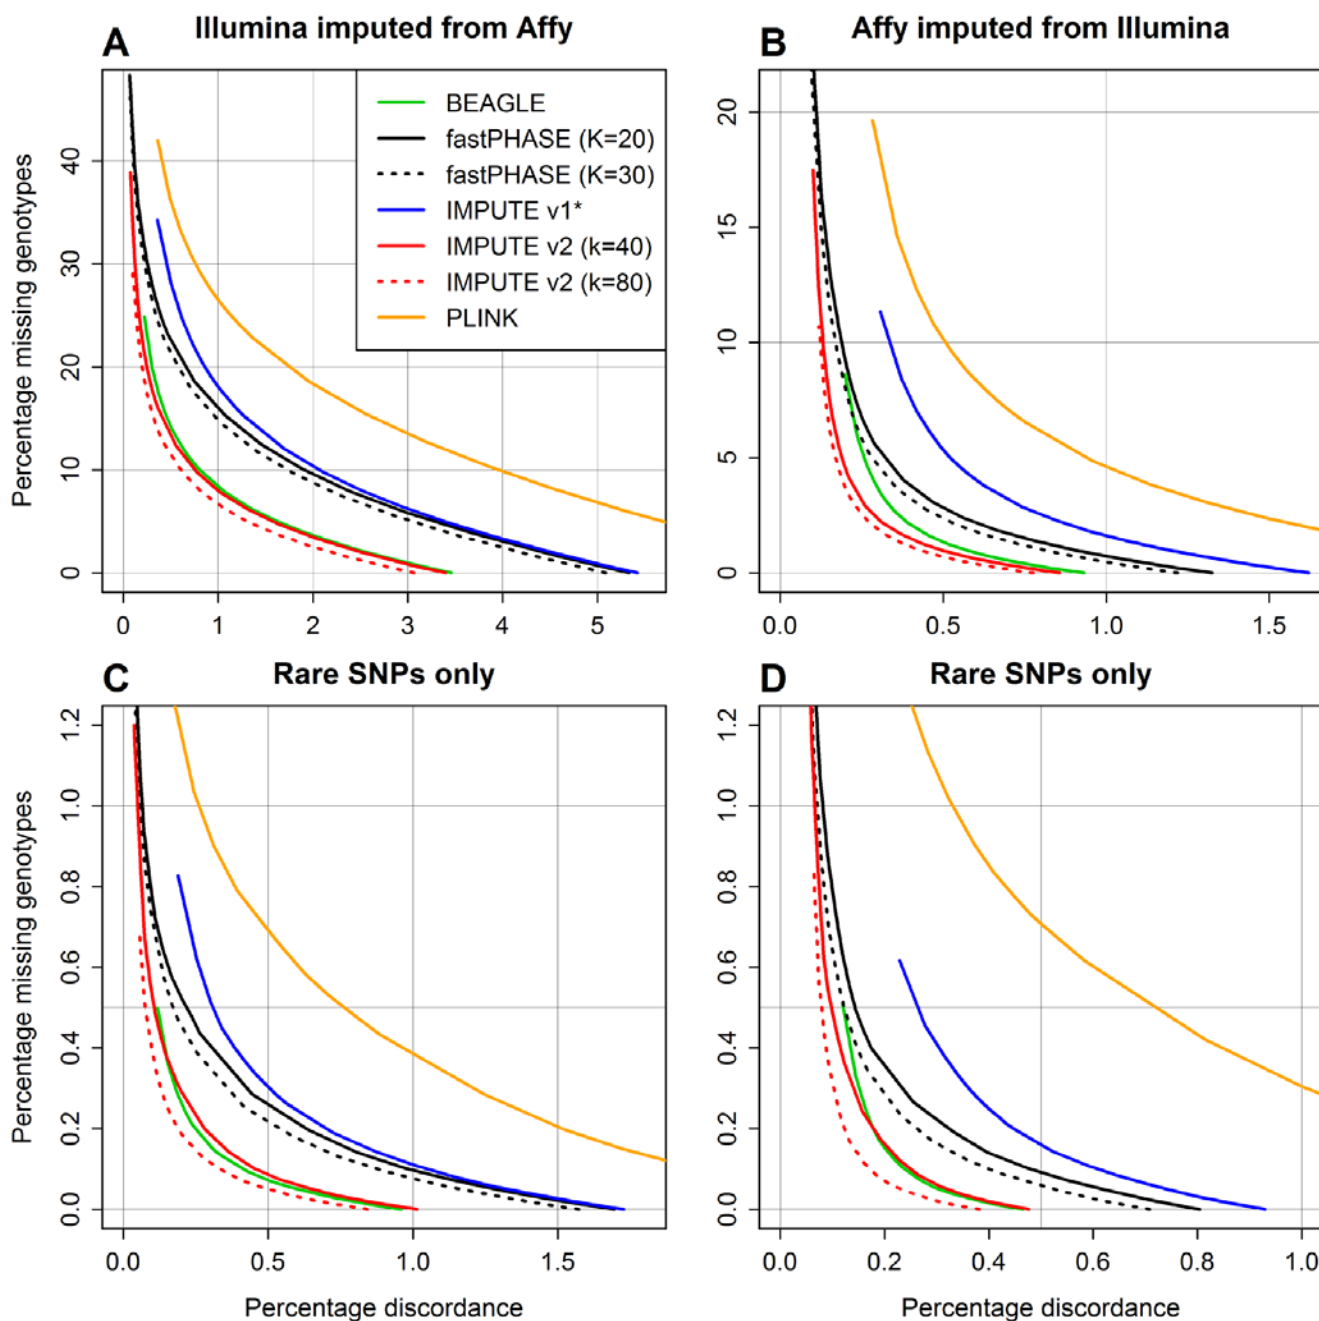 A Illumina imputed from Affy
B Affy imputed from Illumina
BEAGLE
fastPHASE (K=20)
fastPHASE (K=30)
IMPUTE v1*
IMPUTE v2 (k=40)
IMPUTE v2 (k=80)
PLINK
Percentage missing genotypes
0 10 20 30 40
0 1 2 3 4 5
0 5 10 15 20
0.0 0.5 1.0 1.5
C Rare SNPs only
D Rare SNPs only
Percentage missing genotypes
0.0 0.2 0.4 0.6 0.8 1.0 1.2
0.0 0.5 1.0 1.5
Percentage discordance
0.0 0.2 0.4 0.6 0.8 1.0 1.2
0.0 0.2 0.4 0.6 0.8 1.0
Percentage discordance